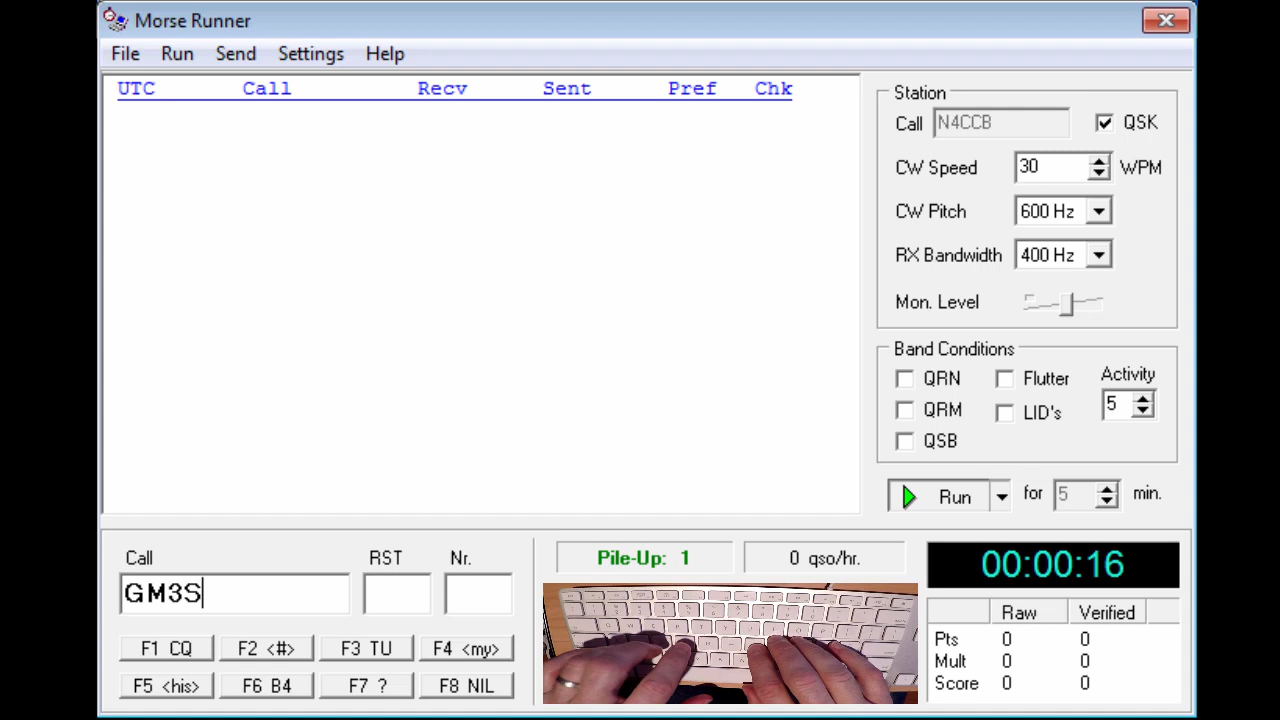 Morse Runner
File Run Send Settings Help
UTC Call Recv Sent Pref Chk
Station
Call N4CCB QSK
CW Speed 30 WPM
CW Pitch 600 Hz
RX Bandwidth 400 Hz
Mon. Level
Band Conditions
QRN Flutter Activity
QRM LID's 5
QSB
Run for 5 min.
Call RST Nr.
GM3S
F1 CQ F2 <#> F3 TU F4 <my>
F5 <his> F6 B4 F7 ? F8 NIL
Pile-Up: 1 0 qso/hr.
00:00:16
Raw Verified
Pts 0 0
Mult 0 0
Score 0 0